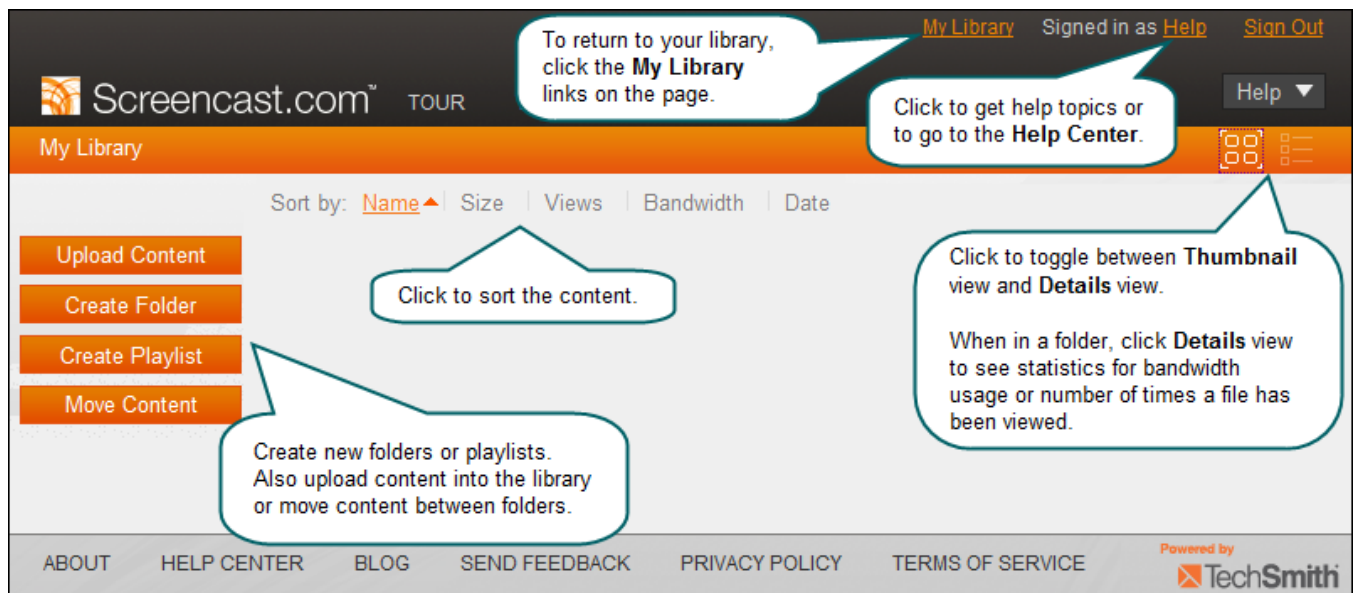 My Library Signed in as Help Sign Out
To return to your library,
click the My Library
links on the page.
Screencast.com™ TOUR
Help
Click to get help topics or
to go to the Help Center.
My Library
Sort by: Name Size Views Bandwidth Date
Upload Content
Create Folder
Create Playlist
Move Content
Click to sort the content.
Click to toggle between Thumbnail
view and Details view.
When in a folder, click Details view
to see statistics for bandwidth
usage or number of times a file has
been viewed.
Create new folders or playlists.
Also upload content into the library
or move content between folders.
ABOUT HELP CENTER BLOG SEND FEEDBACK PRIVACY POLICY TERMS OF SERVICE
Powered by
TechSmith